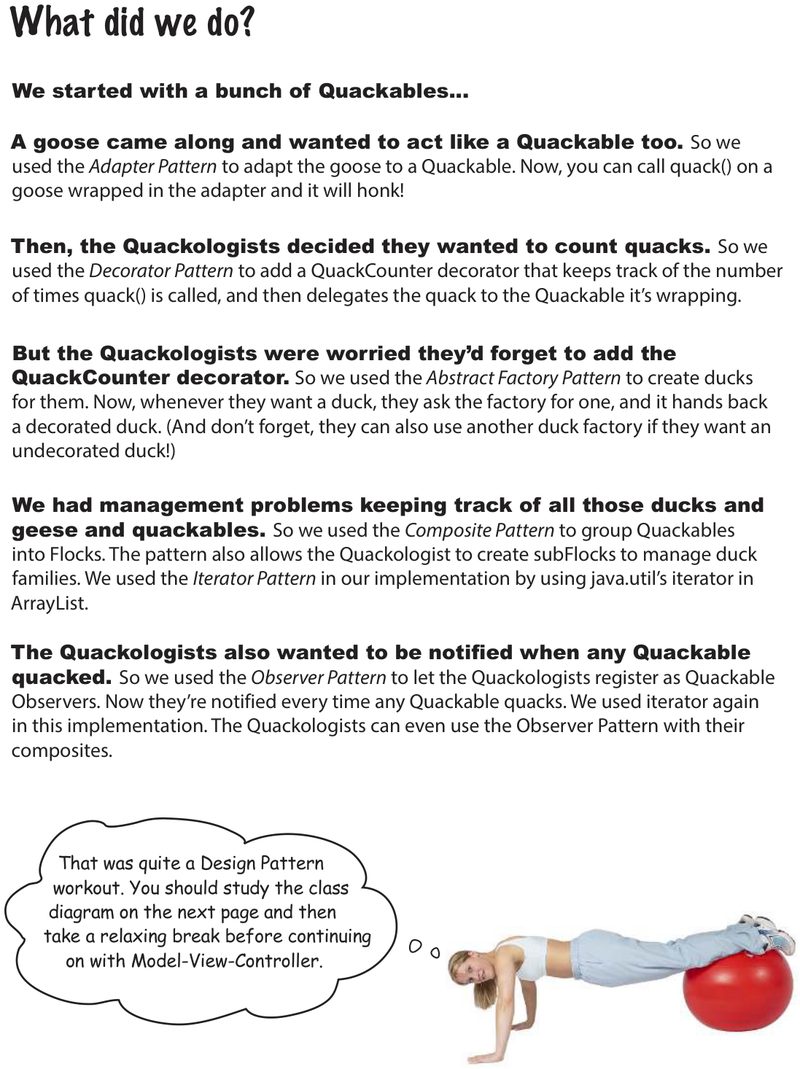 What did we do?
We started with a bunch of Quackables...
A goose came along and wanted to act like a Quackable too. So we
used the Adapter Pattern to adapt the goose to a Quackable. Now, you can call quack() on a
goose wrapped in the adapter and it will honk!
Then, the Quackologists decided they wanted to count quacks. So we
used the Decorator Pattern to add a QuackCounter decorator that keeps track of the number
of times quack() is called, and then delegates the quack to the Quackable it’s wrapping.
But the Quackologists were worried they’d forget to add the
QuackCounter decorator. So we used the Abstract Factory Pattern to create ducks
for them. Now, whenever they want a duck, they ask the factory for one, and it hands back
a decorated duck. (And don’t forget, they can also use another duck factory if they want an
undecorated duck!)
We had management problems keeping track of all those ducks and
geese and quackables. So we used the Composite Pattern to group Quackables
into Flocks. The pattern also allows the Quackologist to create subFlocks to manage duck
families. We used the Iterator Pattern in our implementation by using java.util’s iterator in
ArrayList.
The Quackologists also wanted to be notified when any Quackable
quacked. So we used the Observer Pattern to let the Quackologists register as Quackable
Observers. Now they’re notified every time any Quackable quacks. We used iterator again
in this implementation. The Quackologists can even use the Observer Pattern with their
composites.
That was quite a Design Pattern
workout. You should study the class
diagram on the next page and then
take a relaxing break before continuing
on with Model-View-Controller.